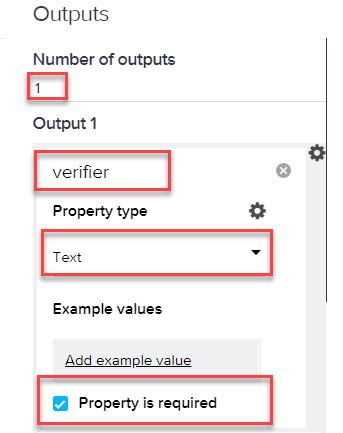 Outputs
Number of outputs
1
Output 1
verifier
Property type
Text
Example values
Add example value
Property is required